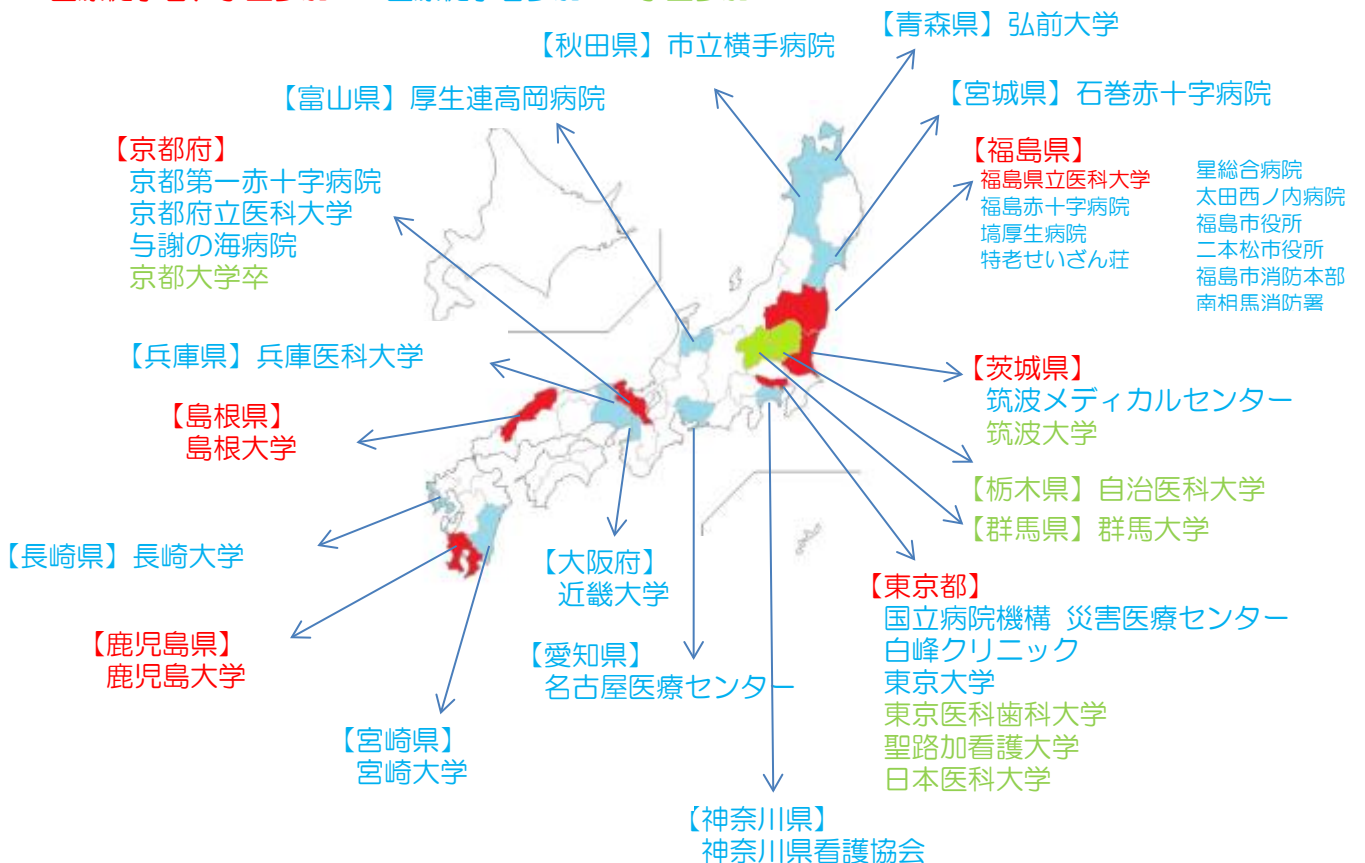 【青森県】弘前大学
【秋田県】市立横手病院
【富山県】厚生連高岡病院
【宮城県】石巻赤十字病院
【京都府】
京都第一赤十字病院
京都府立医科大学
与謝の海病院
京都大学卒
【福島県】
福島県立医科大学
福島赤十字病院
塙厚生病院
特老せいざん荘
星総合病院
太田西ノ内病院
福島市役所
二本松市役所
福島市消防本部
南相馬消防署
【兵庫県】兵庫医科大学
【茨城県】
筑波メディカルセンター
筑波大学
【島根県】
島根大学
【栃木県】自治医科大学
【群馬県】群馬大学
【長崎県】長崎大学
【大阪府】
近畿大学
【東京都】
国立病院機構 災害医療センター
白峰クリニック
東京大学
東京医科歯科大学
聖路加看護大学
日本医科大学
【鹿児島県】
鹿児島大学
【愛知県】
名古屋医療センター
【宮崎県】
宮崎大学
【神奈川県】
神奈川県看護協会